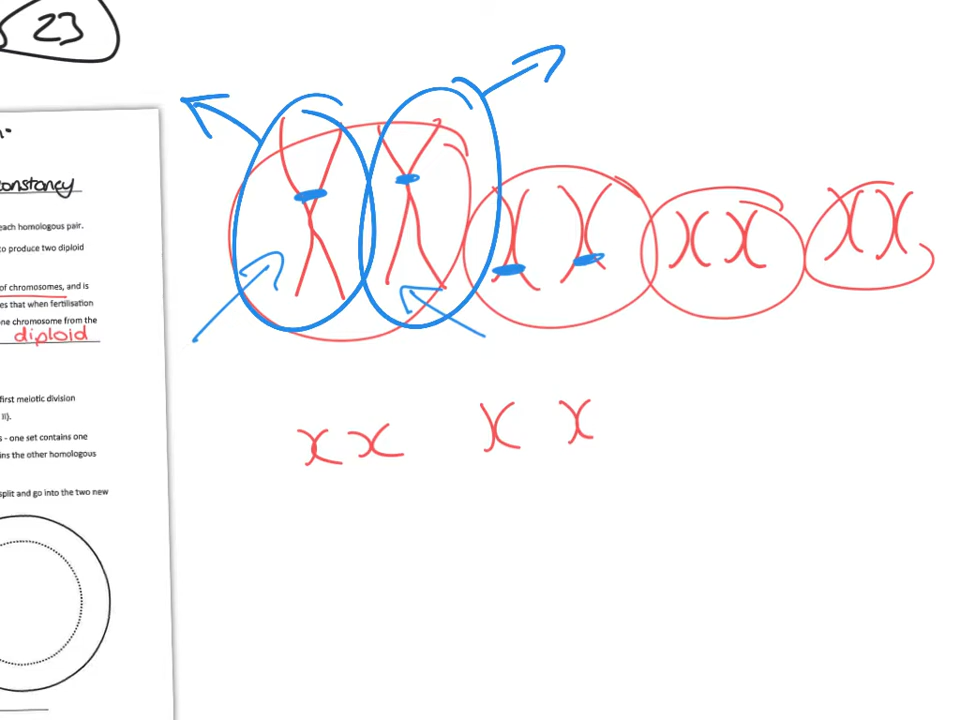 23
onstancy
each homologous pair.
to produce two diploid
of chromosomes, and is
es that when fertilisation
one chromosome from the
diploid
first meiotic division
II).
s - one set contains one
ins the other homologous
split and go into the two new